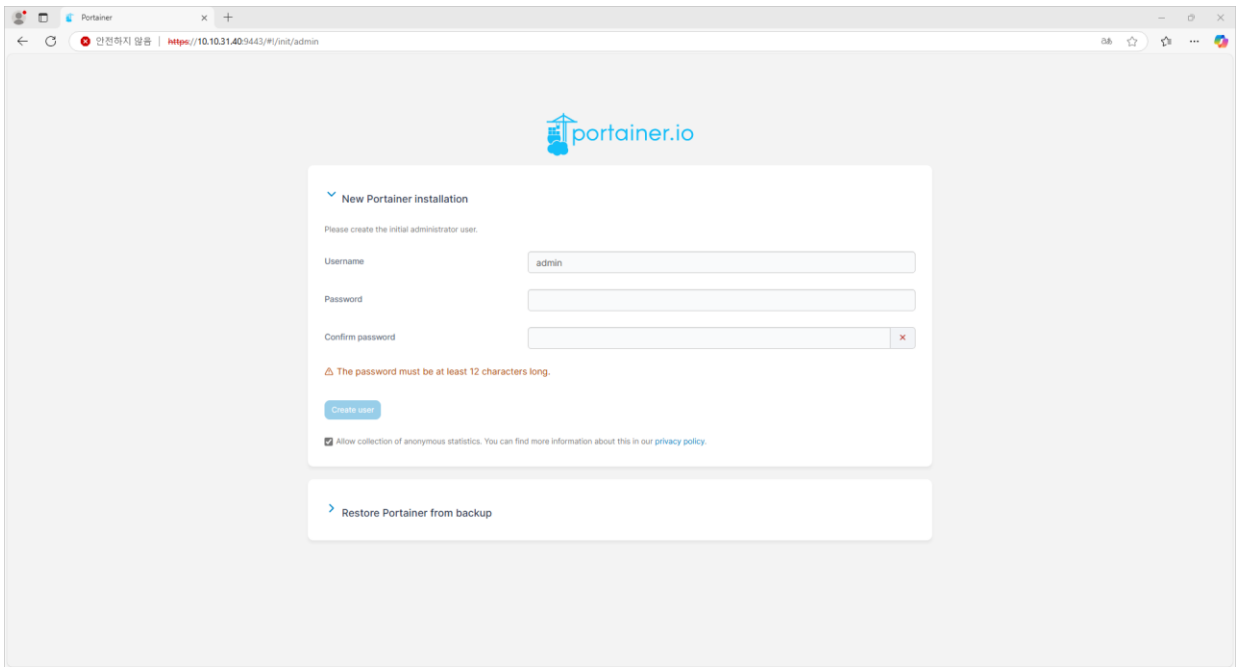 Portainer
안전하지 않음 | https://10.10.31.40:9443/#!/init/admin
portainer.io
New Portainer installation
Please create the initial administrator user.
Username
admin
Password
Confirm password
The password must be at least 12 characters long.
Create user
Allow collection of anonymous statistics. You can find more information about this in our privacy policy.
Restore Portainer from backup